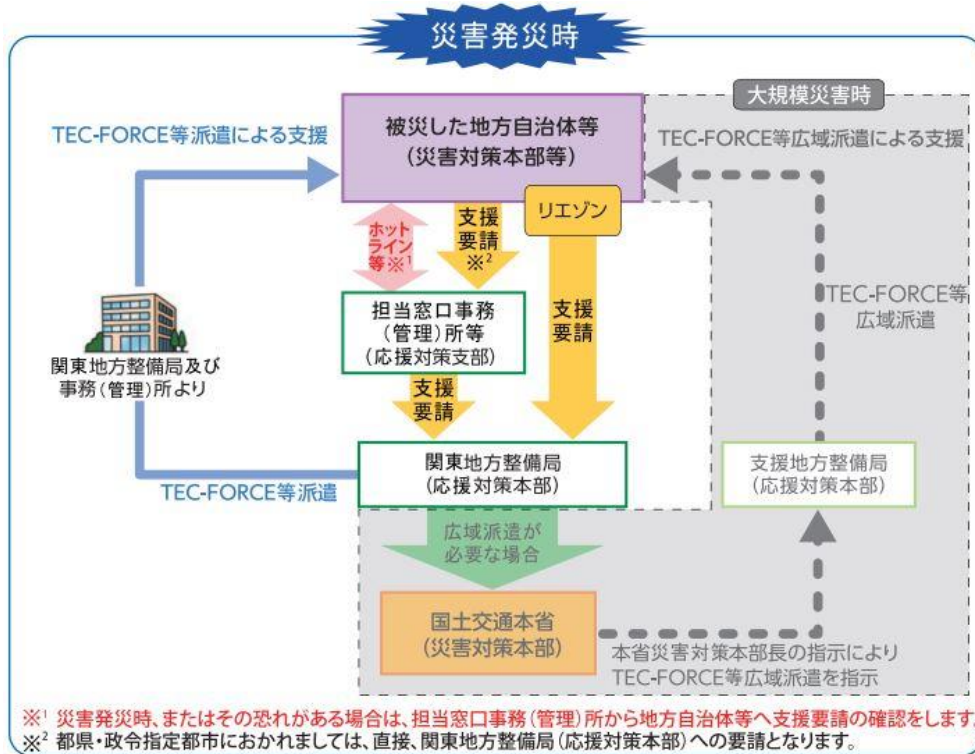 災害発災時
大規模災害時
被災した地方自治体等
(災害対策本部等)
TEC-FORCE等派遣による支援
TEC-FORCE等広域派遣による支援
リエゾン
ホット
ライン
等※1
支援
要請
※2
支援
要請
担当窓口事務
(管理)所等
(応援対策支部)
TEC-FORCE等
広域派遣
関東地方整備局及び
事務(管理)所より
支援
要請
関東地方整備局
(応援対策本部)
支援地方整備局
(応援対策本部)
TEC-FORCE等派遣
広域派遣が
必要な場合
国土交通本省
(災害対策本部)
本省災害対策本部長の指示により
TEC-FORCE等広域派遣を指示
※1 災害発災時、またはその恐れがある場合は、担当窓口事務(管理)所から地方自治体等へ支援要請の確認をします。
※2 都県・政令指定都市におかれましては、直接、関東地方整備局(応援対策本部)への要請となります。